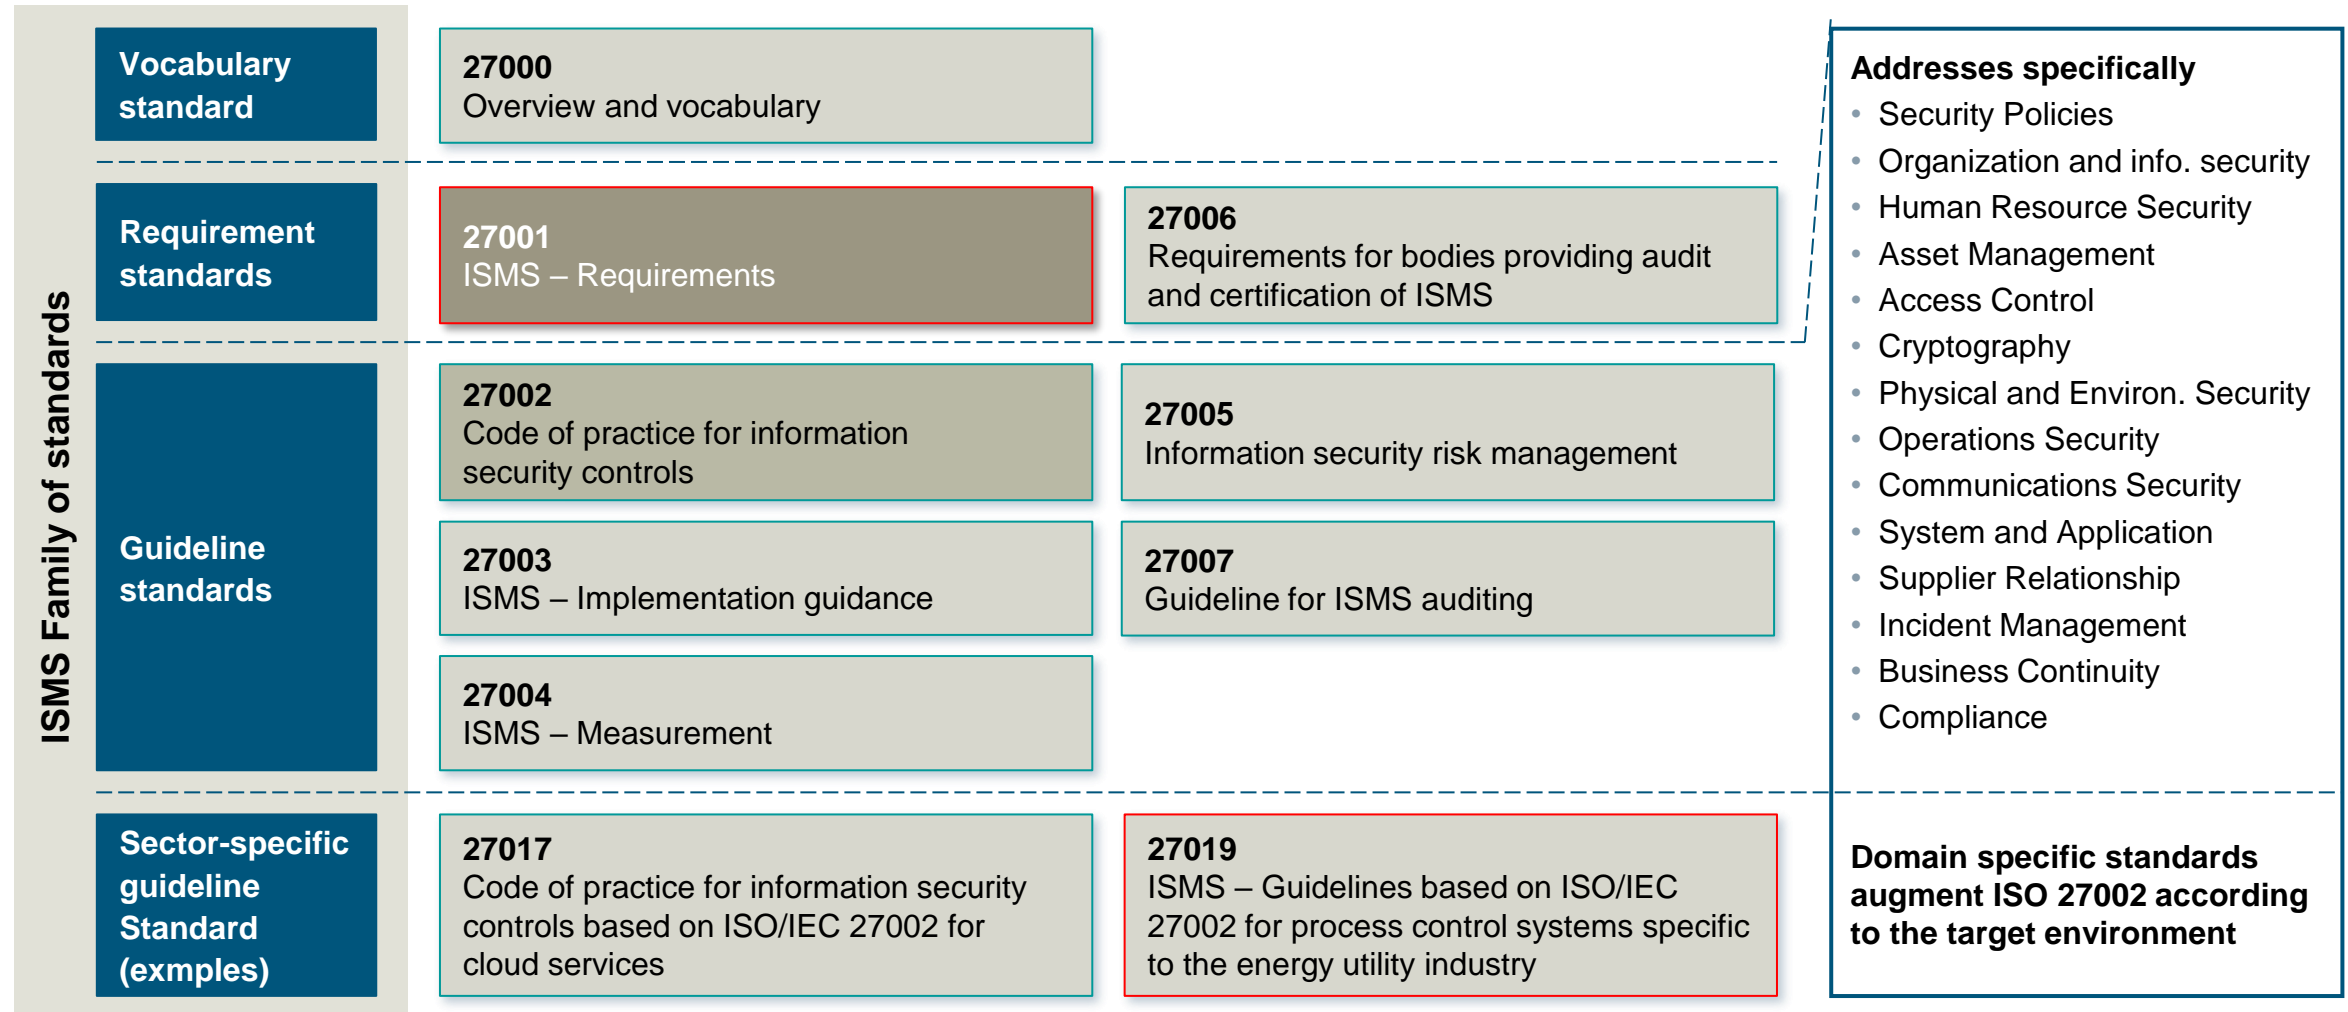 ISMS Family of standards
Vocabulary
standard
27000
Overview and vocabulary
Requirement
standards
27001
ISMS – Requirements
27006
Requirements for bodies providing audit
and certification of ISMS
Guideline
standards
27002
Code of practice for information
security controls
27005
Information security risk management
27003
ISMS – Implementation guidance
27007
Guideline for ISMS auditing
27004
ISMS – Measurement
Sector-specific
guideline
Standard
(exmples)
27017
Code of practice for information security
controls based on ISO/IEC 27002 for
cloud services
27019
ISMS – Guidelines based on ISO/IEC
27002 for process control systems specific
to the energy utility industry
Addresses specifically
• Security Policies
• Organization and info. security
• Human Resource Security
• Asset Management
• Access Control
• Cryptography
• Physical and Environ. Security
• Operations Security
• Communications Security
• System and Application
• Supplier Relationship
• Incident Management
• Business Continuity
• Compliance
Domain specific standards
augment ISO 27002 according
to the target environment